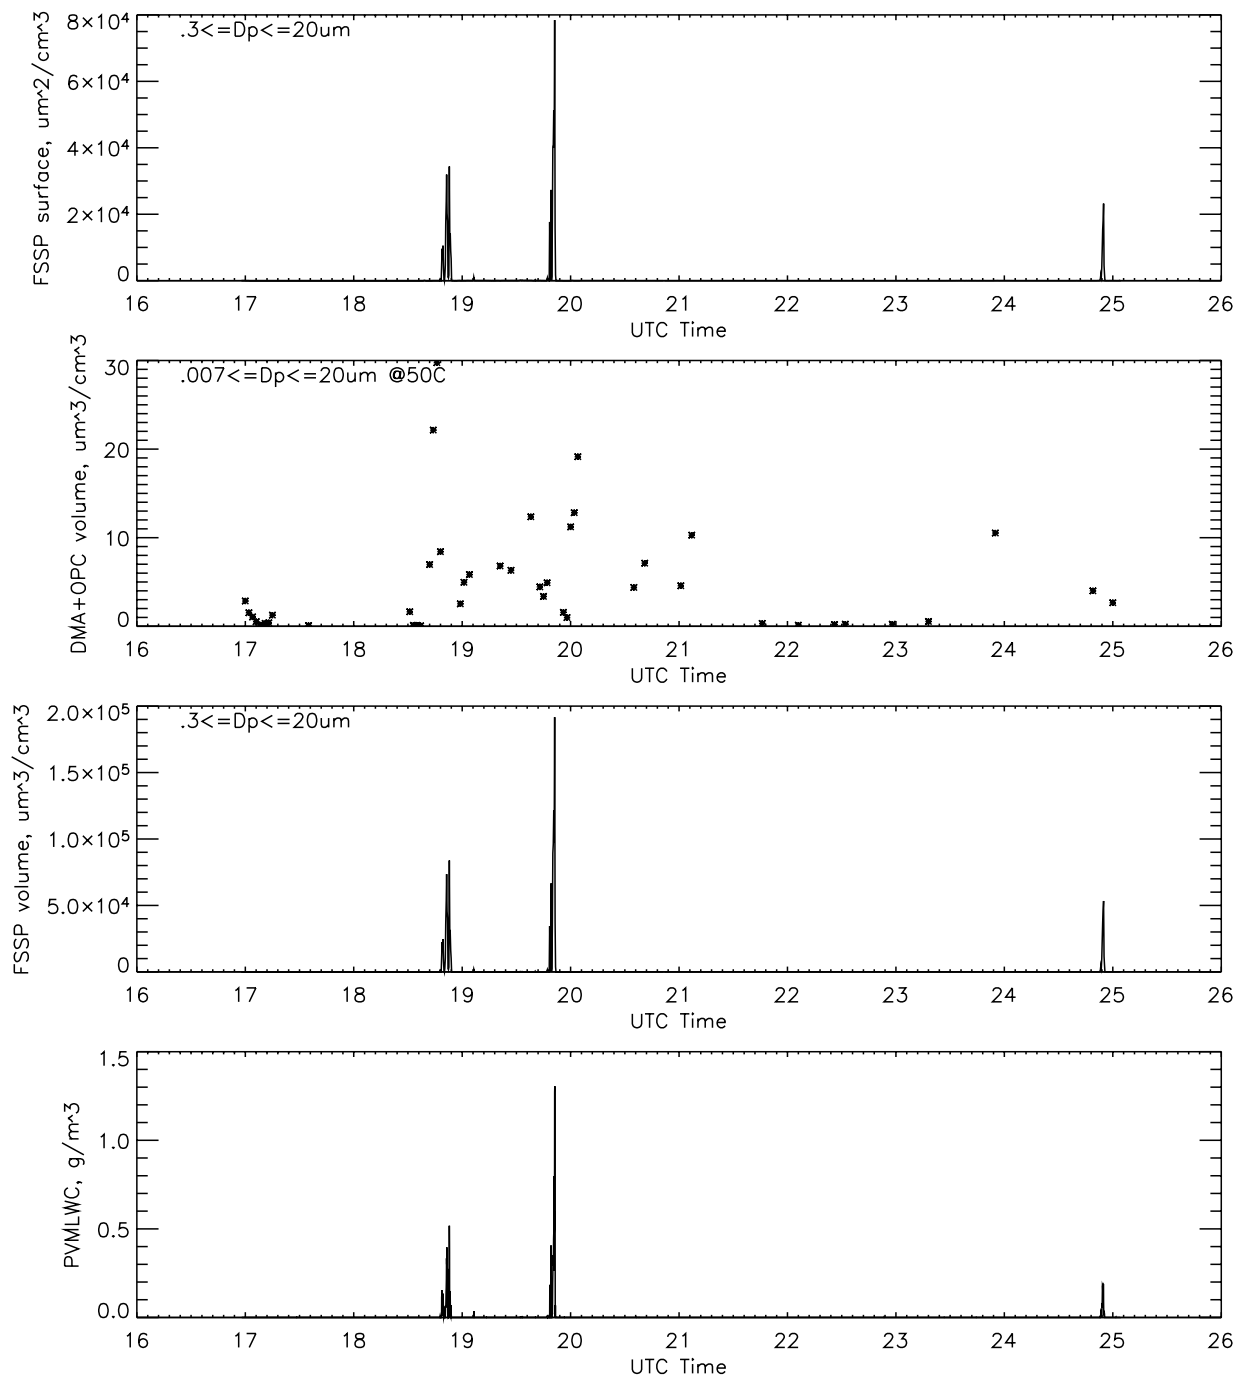 FSSP surface, um^2/cm^3
.3<=Dp<=20um
8×10⁴
6×10⁴
4×10⁴
2×10⁴
0
16 17 18 19 20 21 22 23 24 25 26
UTC Time
DMA+OPC volume, um^3/cm^3
.007<=Dp<=20um @50C
30
20
10
0
16 17 18 19 20 21 22 23 24 25 26
UTC Time
FSSP volume, um^3/cm^3
.3<=Dp<=20um
2.0×10⁵
1.5×10⁵
1.0×10⁵
5.0×10⁴
0
16 17 18 19 20 21 22 23 24 25 26
UTC Time
PVMLWC, g/m^3
1.5
1.0
0.5
0.0
16 17 18 19 20 21 22 23 24 25 26
UTC Time